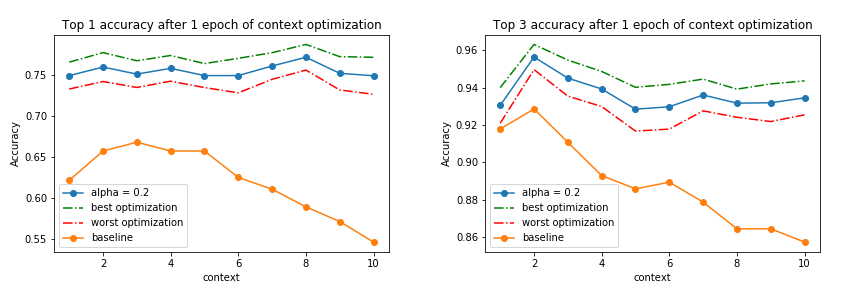 Top 1 accuracy after 1 epoch of context optimization
Accuracy
0.75
0.70
0.65
0.60
0.55
alpha = 0.2
best optimization
worst optimization
baseline
2 4 6 8 10
context
Top 3 accuracy after 1 epoch of context optimization
Accuracy
0.96
0.94
0.92
0.90
0.88
0.86
alpha = 0.2
best optimization
worst optimization
baseline
2 4 6 8 10
context